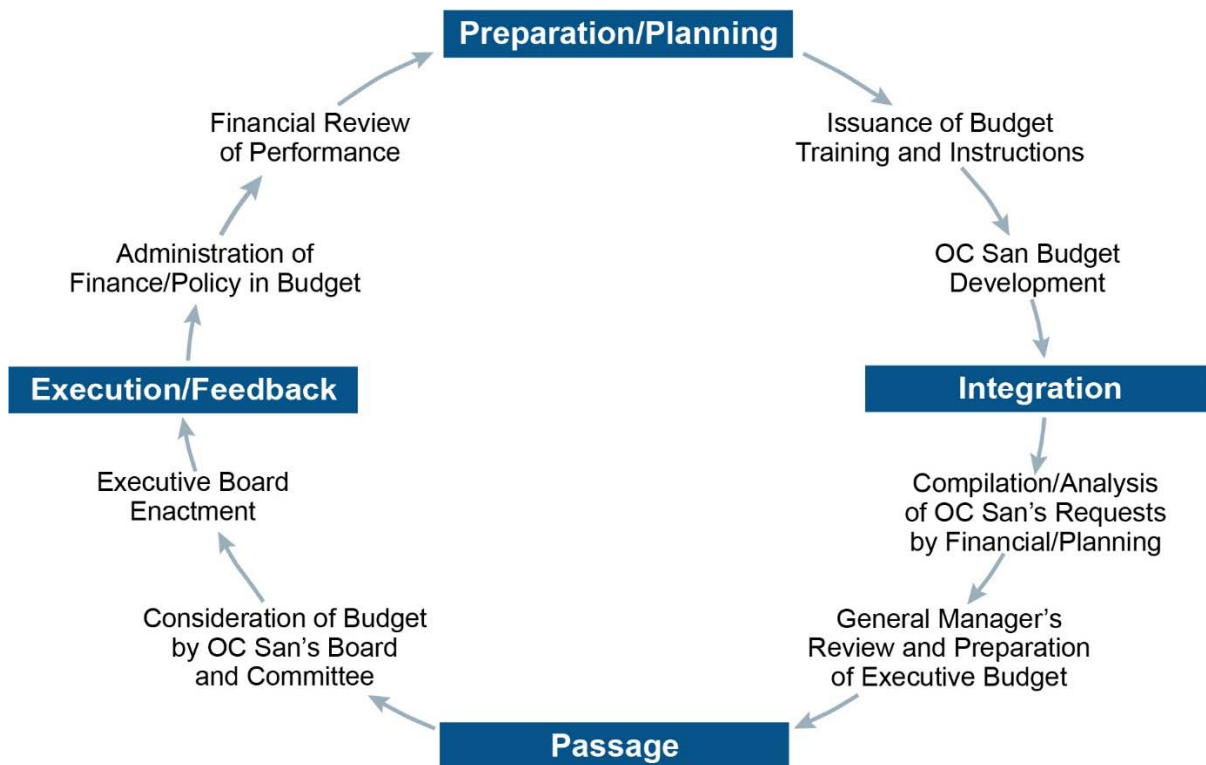 Preparation/Planning
Issuance of Budget
Training and Instructions
OC San Budget
Development
Integration
Compilation/Analysis
of OC San’s Requests
by Financial/Planning
General Manager’s
Review and Preparation
of Executive Budget
Passage
Consideration of Budget
by OC San’s Board
and Committee
Executive Board
Enactment
Execution/Feedback
Administration of
Finance/Policy in Budget
Financial Review
of Performance